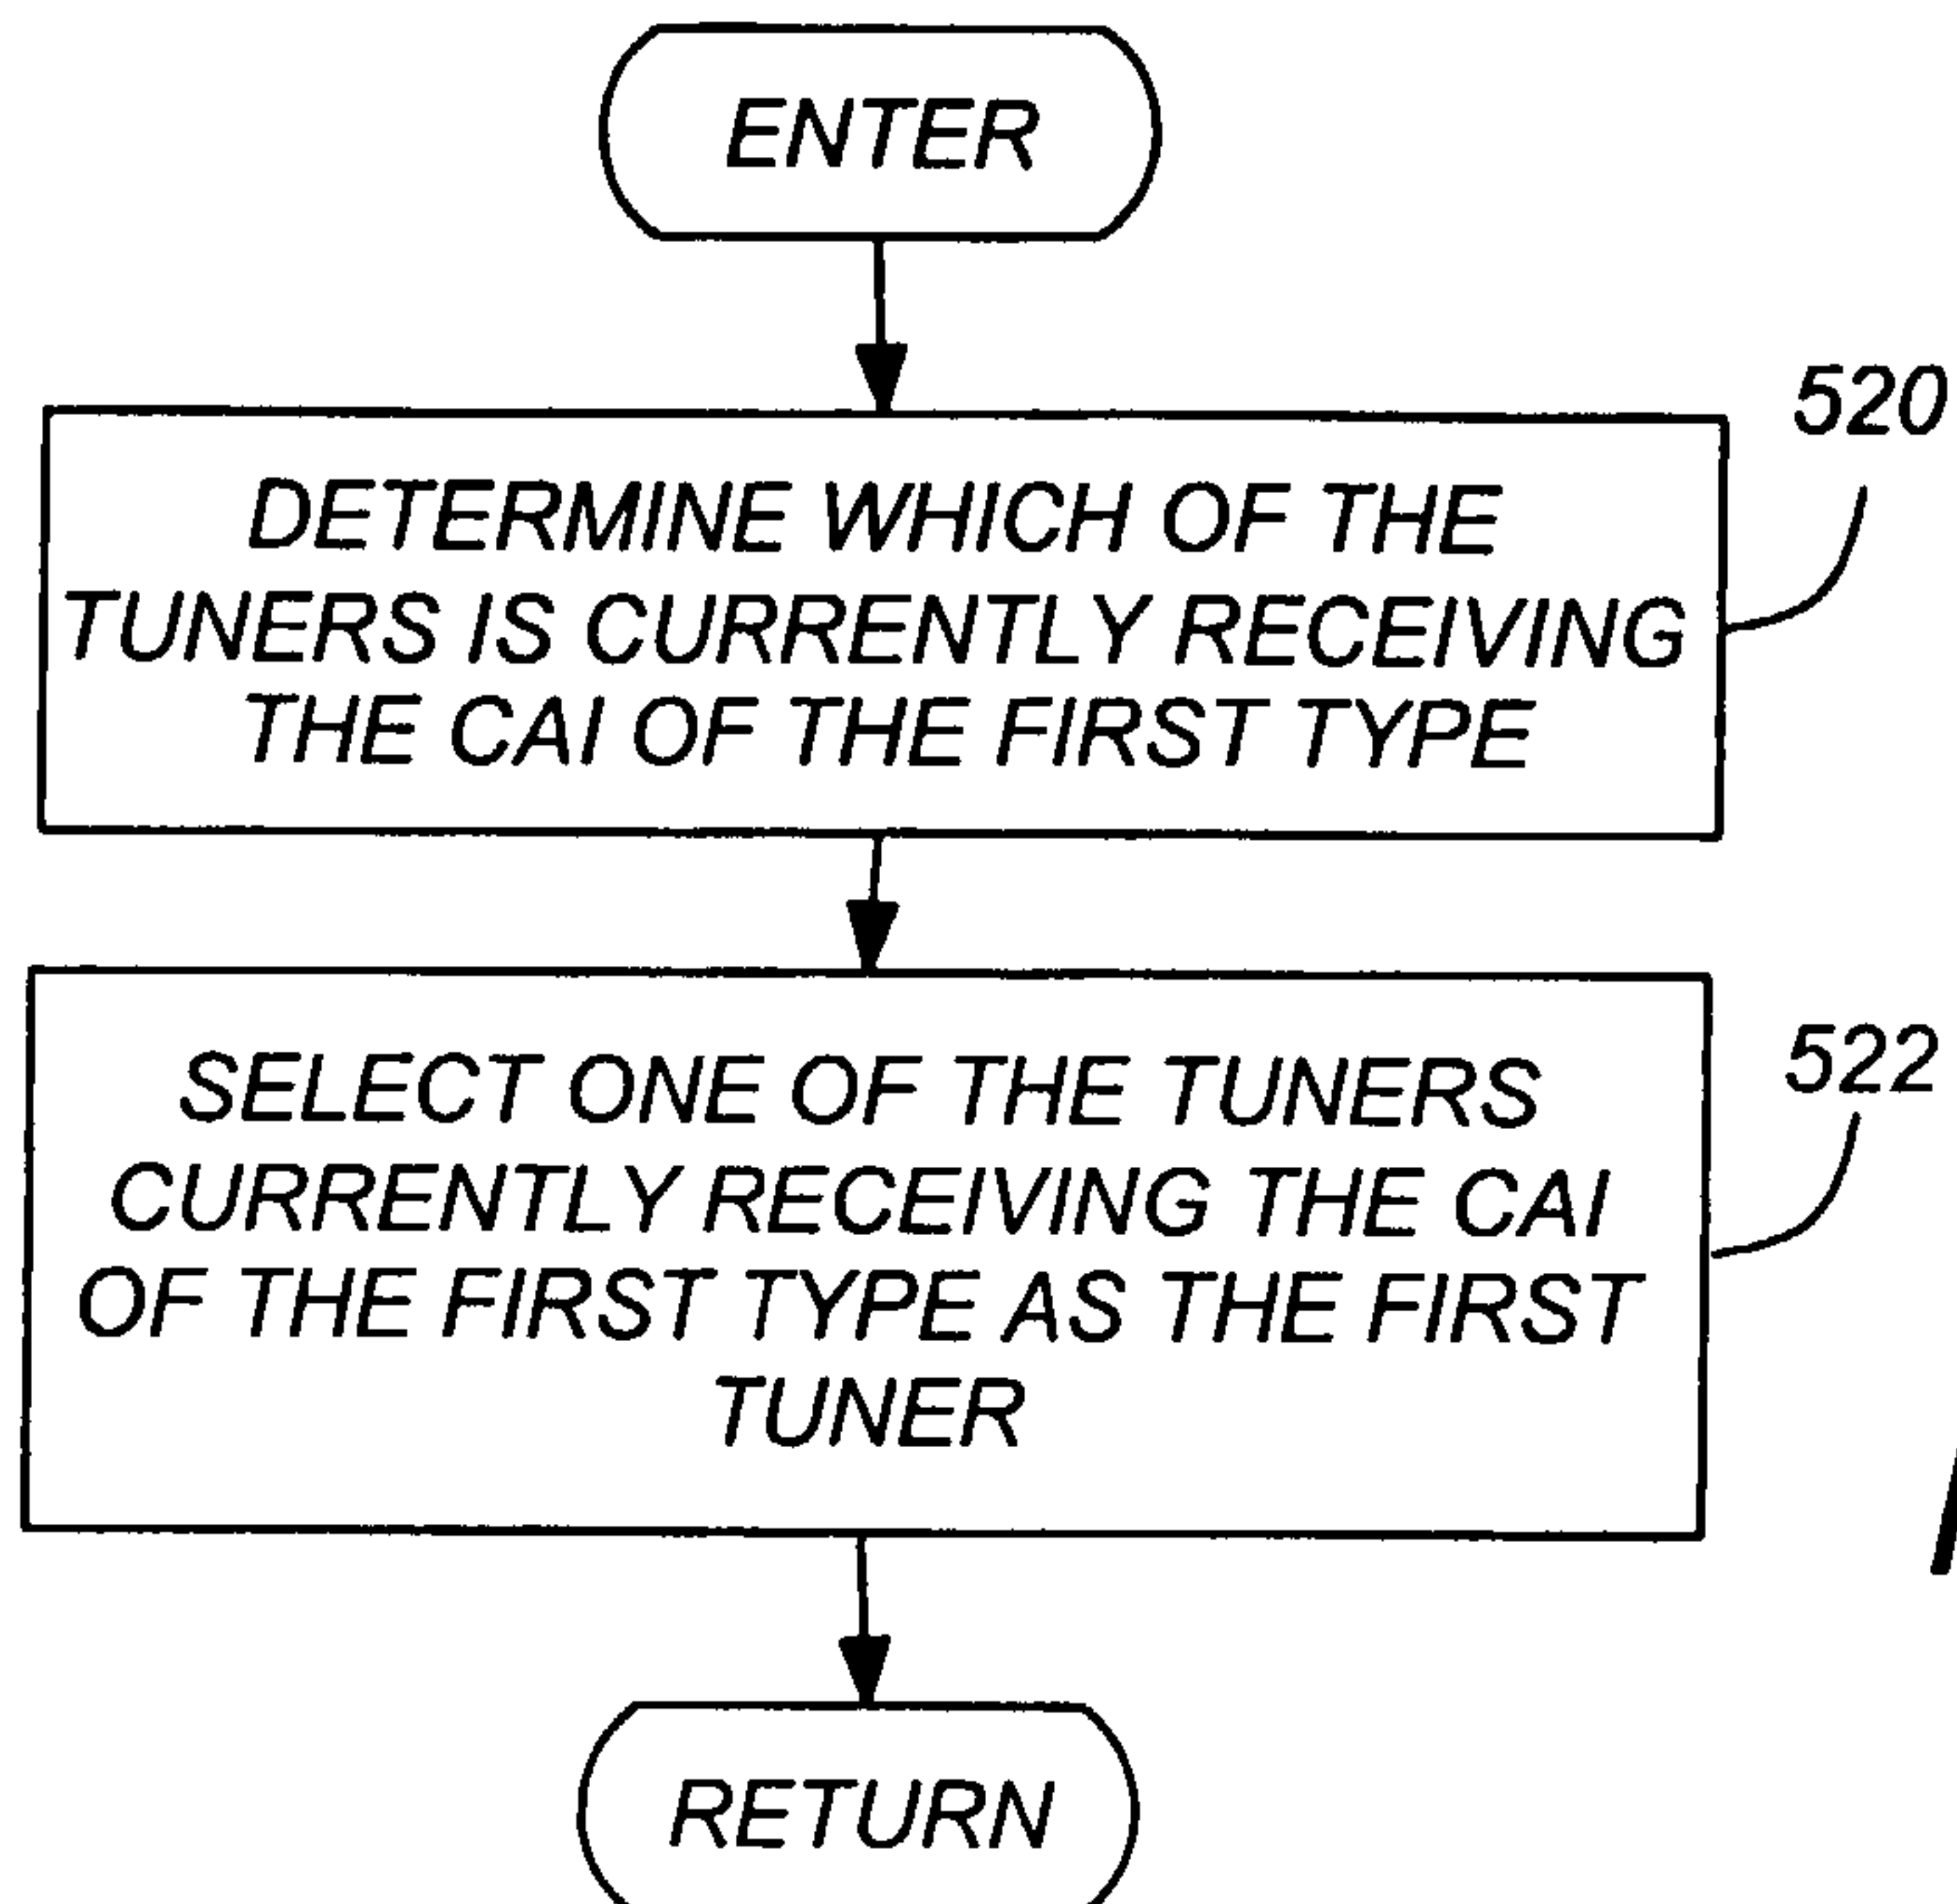 ENTER
520
DETERMINE WHICH OF THE
TUNERS IS CURRENTLY RECEIVING
THE CAI OF THE FIRST TYPE
522
SELECT ONE OF THE TUNERS
CURRENTLY RECEIVING THE CAI
OF THE FIRST TYPE AS THE FIRST
TUNER
RETURN